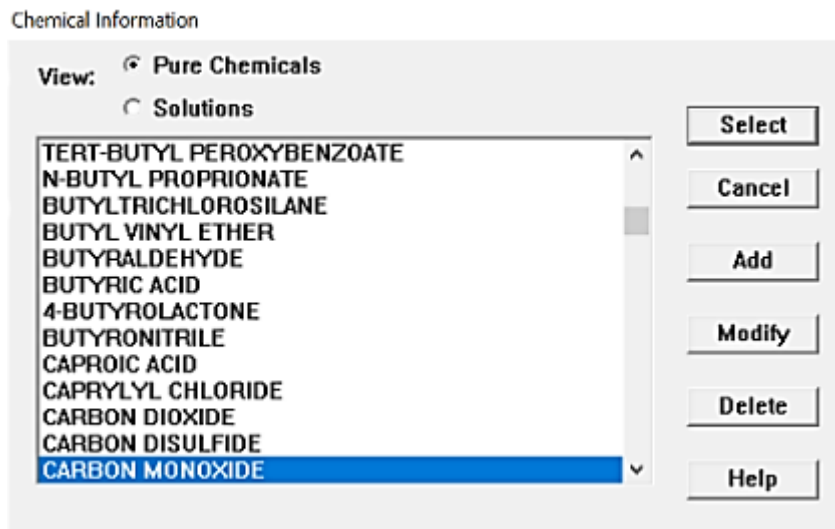 Chemical Information
View: Pure Chemicals
Solutions
TERT-BUTYL PEROXYBENZOATE
N-BUTYL PROPRIONATE
BUTYLTRICHLOROSILANE
BUTYL VINYL ETHER
BUTYRALDEHYDE
BUTYRIC ACID
4-BUTYROLACTONE
BUTYRONITRILE
CAPROIC ACID
CAPRYLYL CHLORIDE
CARBON DIOXIDE
CARBON DISULFIDE
CARBON MONOXIDE
Select
Cancel
Add
Modify
Delete
Help